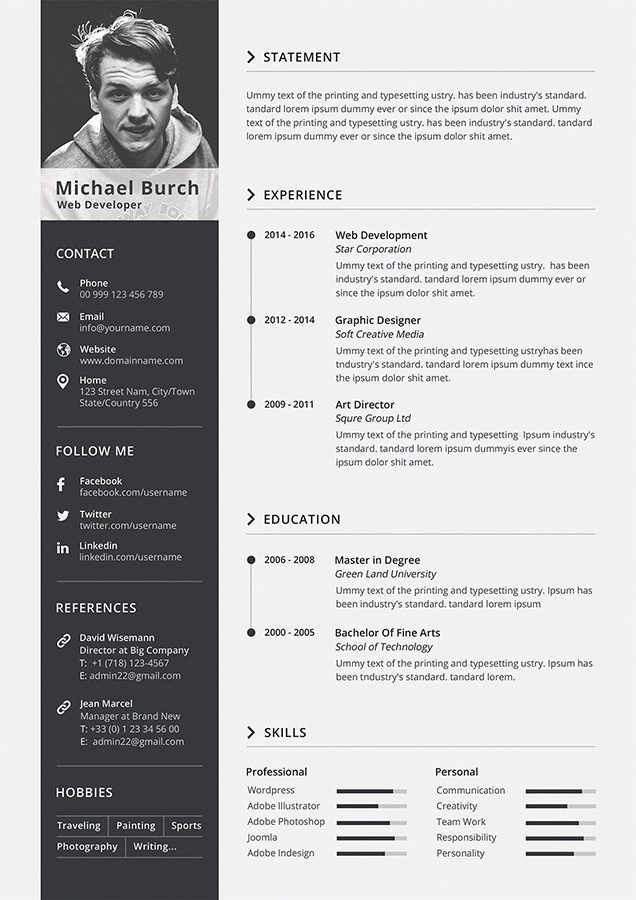 Michael Burch
Web Developer
CONTACT
Phone
00 999 123 456 789
Email
info@yourname.com
Website
www.domainname.com
Home
123 Street Nam, City/Town
State/Country 556
FOLLOW ME
Facebook
facebook.com/username
Twitter
twitter.com/username
Linkedin
linkedin.com/username
REFERENCES
David Wisemann
Director at Big Company
T: +1 (718) 123-4567
E: admin22@gmail.com
Jean Marcel
Manager at Brand New
T: +33 (0) 1 23 34 56 00
E: admin22@gmail.com
HOBBIES
Traveling Painting Sports
Photography Writing...
STATEMENT
Ummy text of the printing and typesetting ustry. has been industry's standard.
tandard lorem ipsum dummy ever or since the ipsum dolor shit amet. Ummy
text of the printing and typesetting ustry. has been industry's standard. tandard
lorem ipsum dummy ever or since the ipsum dolor shit amet.
EXPERIENCE
2014 - 2016 Web Development
Star Corporation
Ummy text of the printing and typesetting ustry. has been
industry's standard. tandard lorem ipsum dummy ever or
since the ipsum dolor shit amet.
2012 - 2014 Graphic Designer
Soft Creative Media
Ummy text of the printing and typesetting ustryhas been
tndustry's standard. tandard lorem ipsum dummy text ince
the ipsum dolor shit amet.
2009 - 2011 Art Director
Squre Group Ltd
Ummy text of the printing and typesetting Ipsum industry's
standard. tandard lorem ipsum dummyis ever since the
ipsum dolor shit amet.
EDUCATION
2006 - 2008 Master in Degree
Green Land University
Ummy text of the printing and typesetting ustry. Ipsum has
been industry's standard. tandard lorem ipsum
2000 - 2005 Bachelor Of Fine Arts
School of Technology
Ummy text of the printing and typesetting ustry. Ipsum has
been tndustry's standard. tandard lorem.
SKILLS
Professional
Wordpress
Adobe Illustrator
Adobe Photoshop
Joomla
Adobe Indesign
Personal
Communication
Creativity
Team Work
Responsibility
Personality